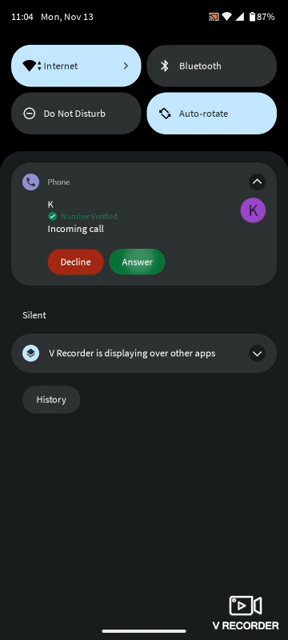 11:04 Mon, Nov 13 87%
Internet
Bluetooth
Do Not Disturb
Auto-rotate
Phone
K
K
Number Verified
Incoming call
Decline
Answer
Silent
V Recorder is displaying over other apps
History
V RECORDER